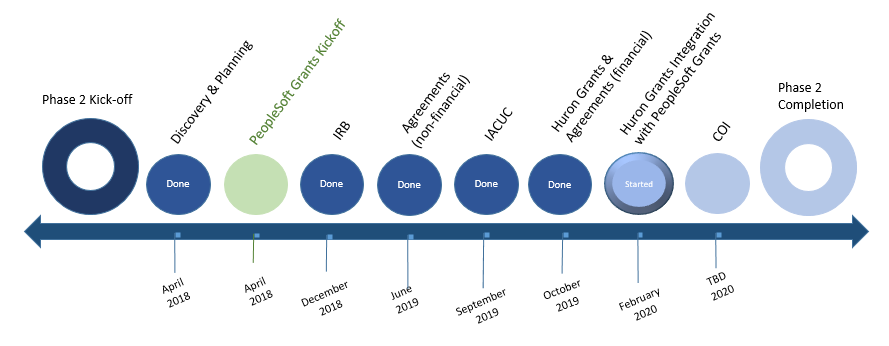 Phase 2 Kick-off
Discovery & Planning
PeopleSoft Grants Kickoff
IRB
Agreements
(non-financial)
IACUC
Huron Grants &
Agreements (financial)
Huron Grants Integration
with PeopleSoft Grants
COI
Phase 2
Completion
Done
Done
Done
Done
Done
Started
April
2018
April
2018
December
2018
June
2019
September
2019
October
2019
February
2020
TBD
2020